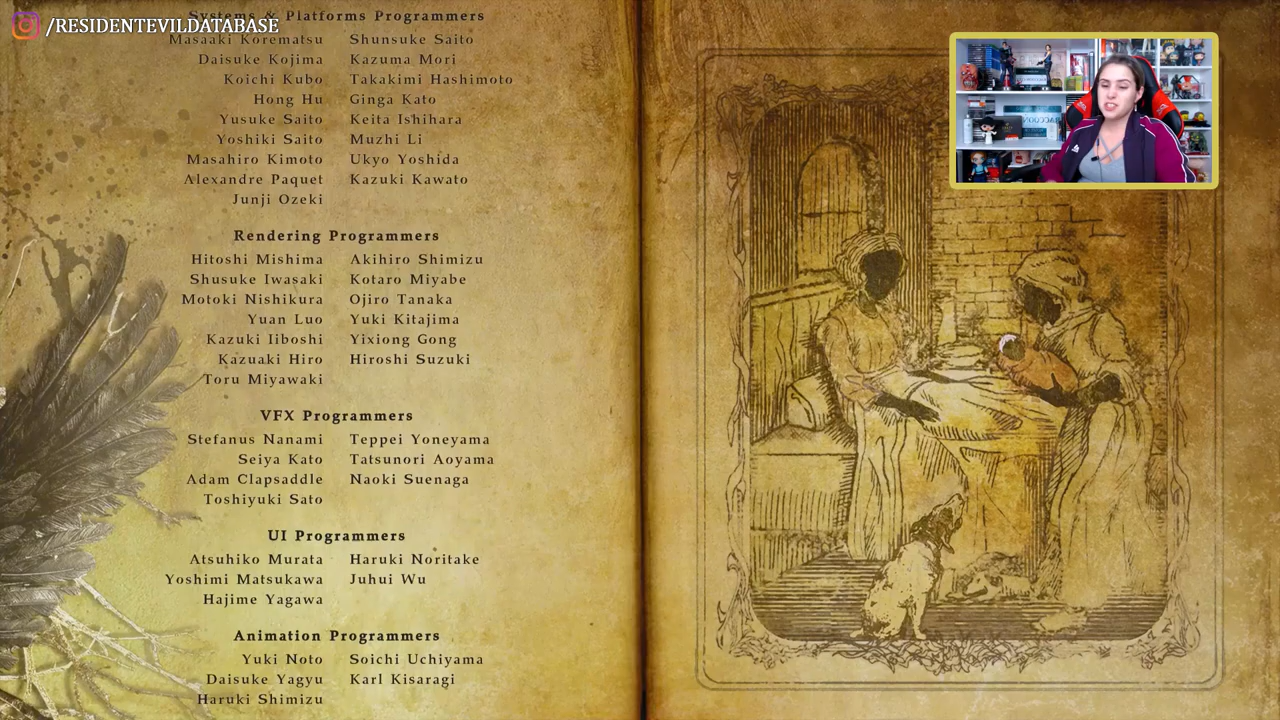 /RESIDENTEVILDATABASE
Systems & Platforms Programmers
Masaaki Korematsu Shunsuke Saito
Daisuke Kojima Kazuma Mori
Koichi Kubo Takakimi Hashimoto
Hong Hu Ginga Kato
Yusuke Saito Keita Ishihara
Yoshiki Saito Muzhi Li
Masahiro Kimoto Ukyo Yoshida
Alexandre Paquet Kazuki Kawato
Junji Ozeki
Rendering Programmers
Hitoshi Mishima Akihiro Shimizu
Shusuke Iwasaki Kotaro Miyabe
Motoki Nishikura Ojiro Tanaka
Yuan Luo Yuki Kitajima
Kazuki Iiboshi Yixiong Gong
Kazuaki Hiro Hiroshi Suzuki
Toru Miyawaki
VFX Programmers
Stefanus Nanami Teppei Yoneyama
Seiya Kato Tatsunori Aoyama
Adam Clapsaddle Naoki Suenaga
Toshiyuki Sato
UI Programmers
Atsuhiko Murata Haruki Noritake
Yoshimi Matsukawa Juhui Wu
Hajime Yagawa
Animation Programmers
Yuki Noto Soichi Uchiyama
Daisuke Yagyu Karl Kisaragi
Haruki Shimizu